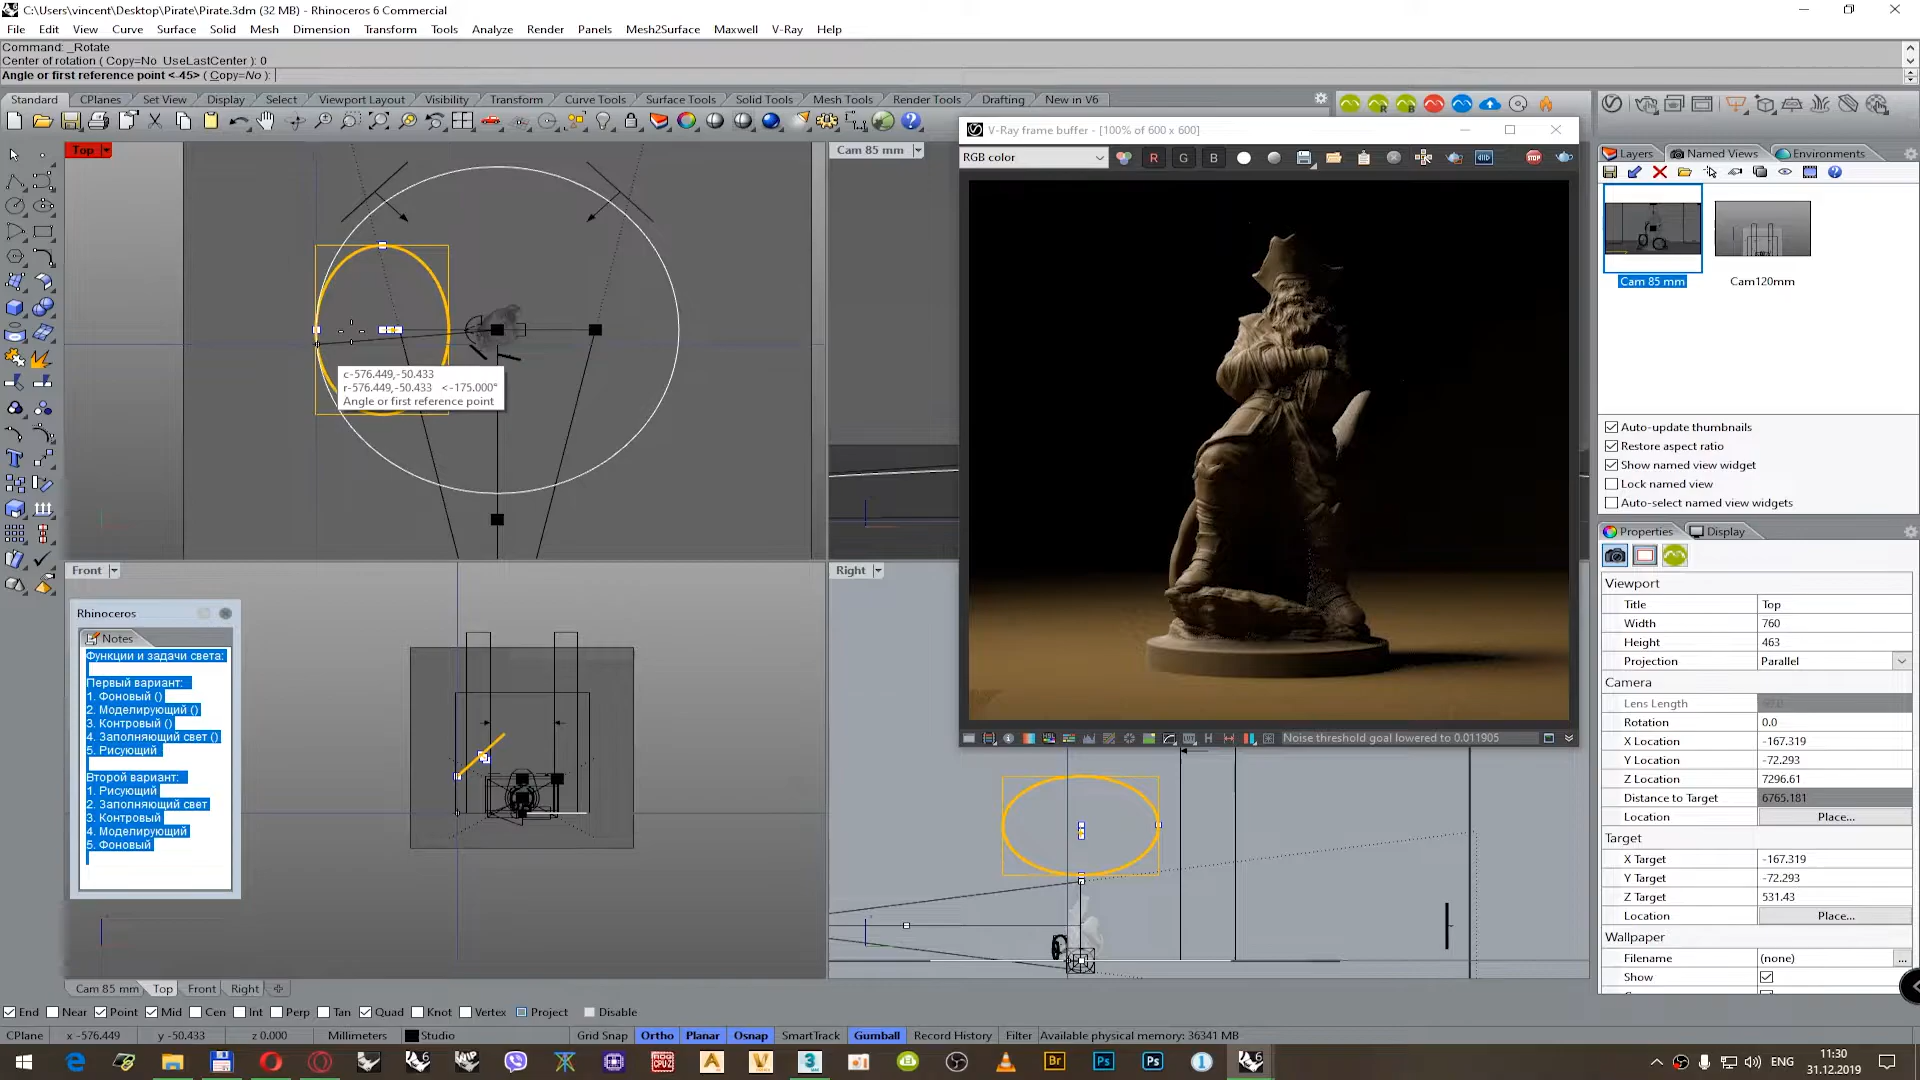 C:\Users\vincent\Desktop\Pirate\Pirate.3dm (32 MB) - Rhinoceros 6 Commercial
File Edit View Curve Surface Solid Mesh Dimension Transform Tools Analyze Render Panels Mesh2Surface Maxwell V-Ray Help
Command: _Rotate
Center of rotation ( Copy=No UseLastCenter ): 0
Angle or first reference point <-45> ( Copy=No ):
Standard CPlanes Set View Display Select Viewport Layout Visibility Transform Curve Tools Surface Tools Solid Tools Mesh Tools Render Tools Drafting New in V6
Top
Cam 85 mm
V-Ray frame buffer - [100% of 600 x 600]
RGB color
R G B
STOP
c-576.449,-50.433
r-576.449,-50.433 <-175.000°
Angle or first reference point
Noise threshold goal lowered to 0.011905
Front
Right
Rhinoceros
Notes
Функции и задачи света:
Первый вариант:
1. Фоновый ()
2. Моделирующий ()
3. Контровый ()
4. Заполняющий свет ()
5. Рисующий
Второй вариант:
1. Рисующий
2. Заполняющий свет
3. Контровый
4. Моделирующий
5. Фоновый
Layers Named Views Environments
Cam 85 mm
Cam120mm
Auto-update thumbnails
Restore aspect ratio
Show named view widget
Lock named view
Auto-select named view widgets
Properties Display
Viewport
Title Top
Width 760
Height 463
Projection Parallel
Camera
Lens Length
Rotation 0.0
X Location -167.319
Y Location -72.293
Z Location 7296.61
Distance to Target 6765.181
Location Place...
Target
X Target -167.319
Y Target -72.293
Z Target 531.43
Location Place...
Wallpaper
Filename (none) ...
Show
Cam 85 mm Top Front Right
End Near Point Mid Cen Int Perp Tan Quad Knot Vertex Project Disable
CPlane x -576.449 y -50.433 z 0.000 Millimeters Studio Grid Snap Ortho Planar Osnap SmartTrack Gumball Record History Filter Available physical memory: 36341 MB
Br Ps Ps
ENG
11:30
31.12.2019